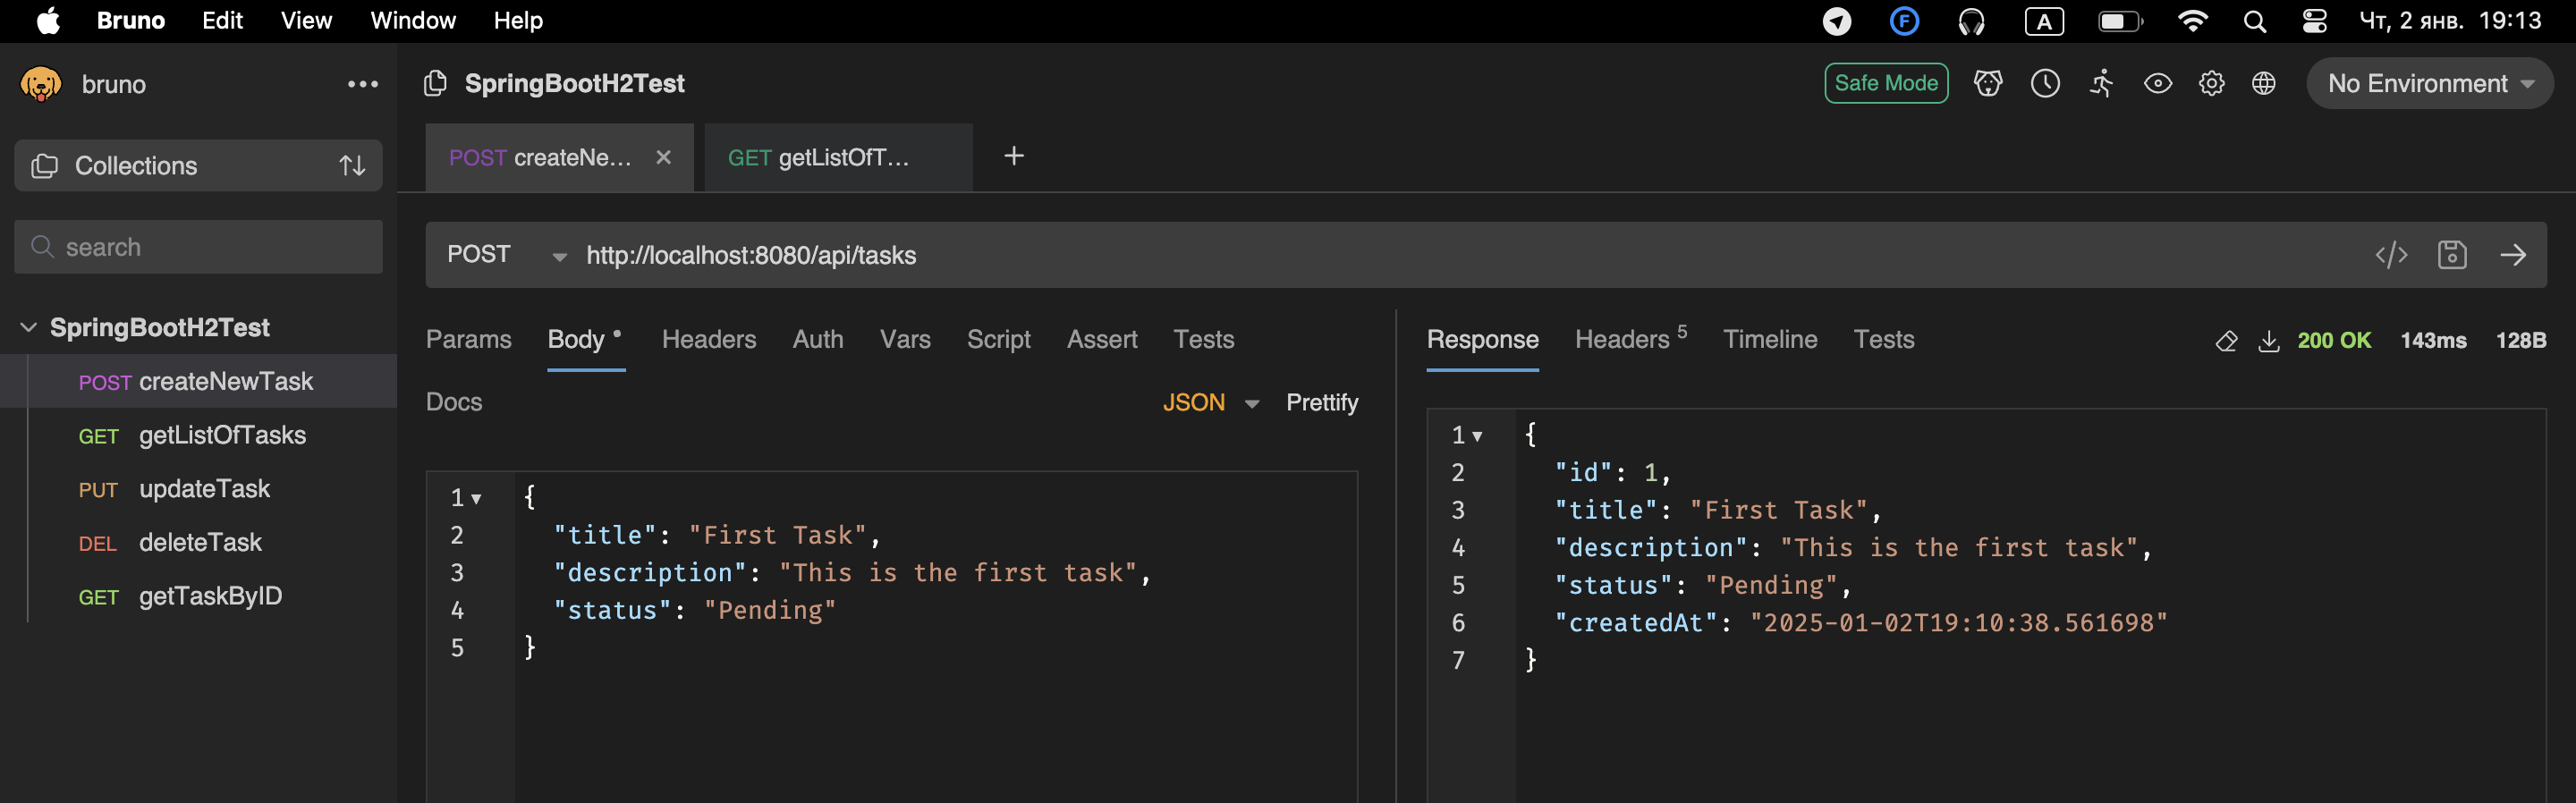 Bruno Edit View Window Help A Чт, 2 янв. 19:13
bruno ••• SpringBootH2Test Safe Mode No Environment
Collections
POST createNe... × GET getListOfT... +
search
POST http://localhost:8080/api/tasks </>
SpringBootH2Test
POST createNewTask
GET getListOfTasks
PUT updateTask
DEL deleteTask
GET getTaskByID
Params Body • Headers Auth Vars Script Assert Tests
Docs JSON Prettify
1 {
2 "title": "First Task",
3 "description": "This is the first task",
4 "status": "Pending"
5 }
Response Headers 5 Timeline Tests 200 OK 143ms 128B
1 {
2 "id": 1,
3 "title": "First Task",
4 "description": "This is the first task",
5 "status": "Pending",
6 "createdAt": "2025-01-02T19:10:38.561698"
7 }